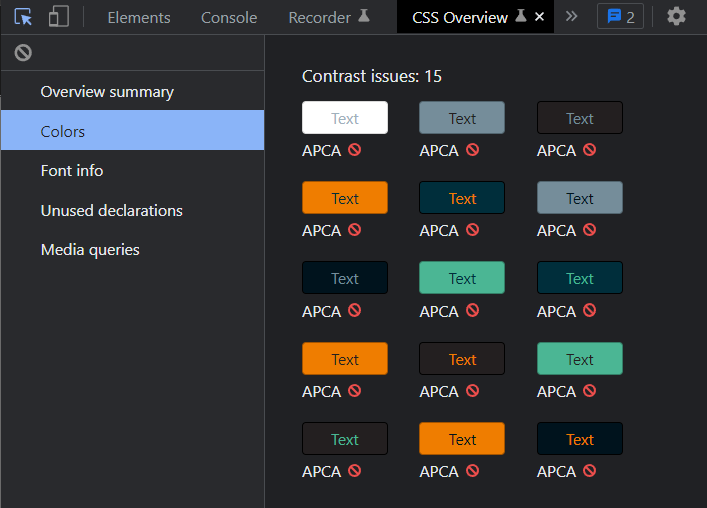 Elements Console Recorder CSS Overview 2
Overview summary
Colors
Font info
Unused declarations
Media queries
Contrast issues: 15
Text Text Text
APCA APCA APCA
Text Text Text
APCA APCA APCA
Text Text Text
APCA APCA APCA
Text Text Text
APCA APCA APCA
Text Text Text
APCA APCA APCA